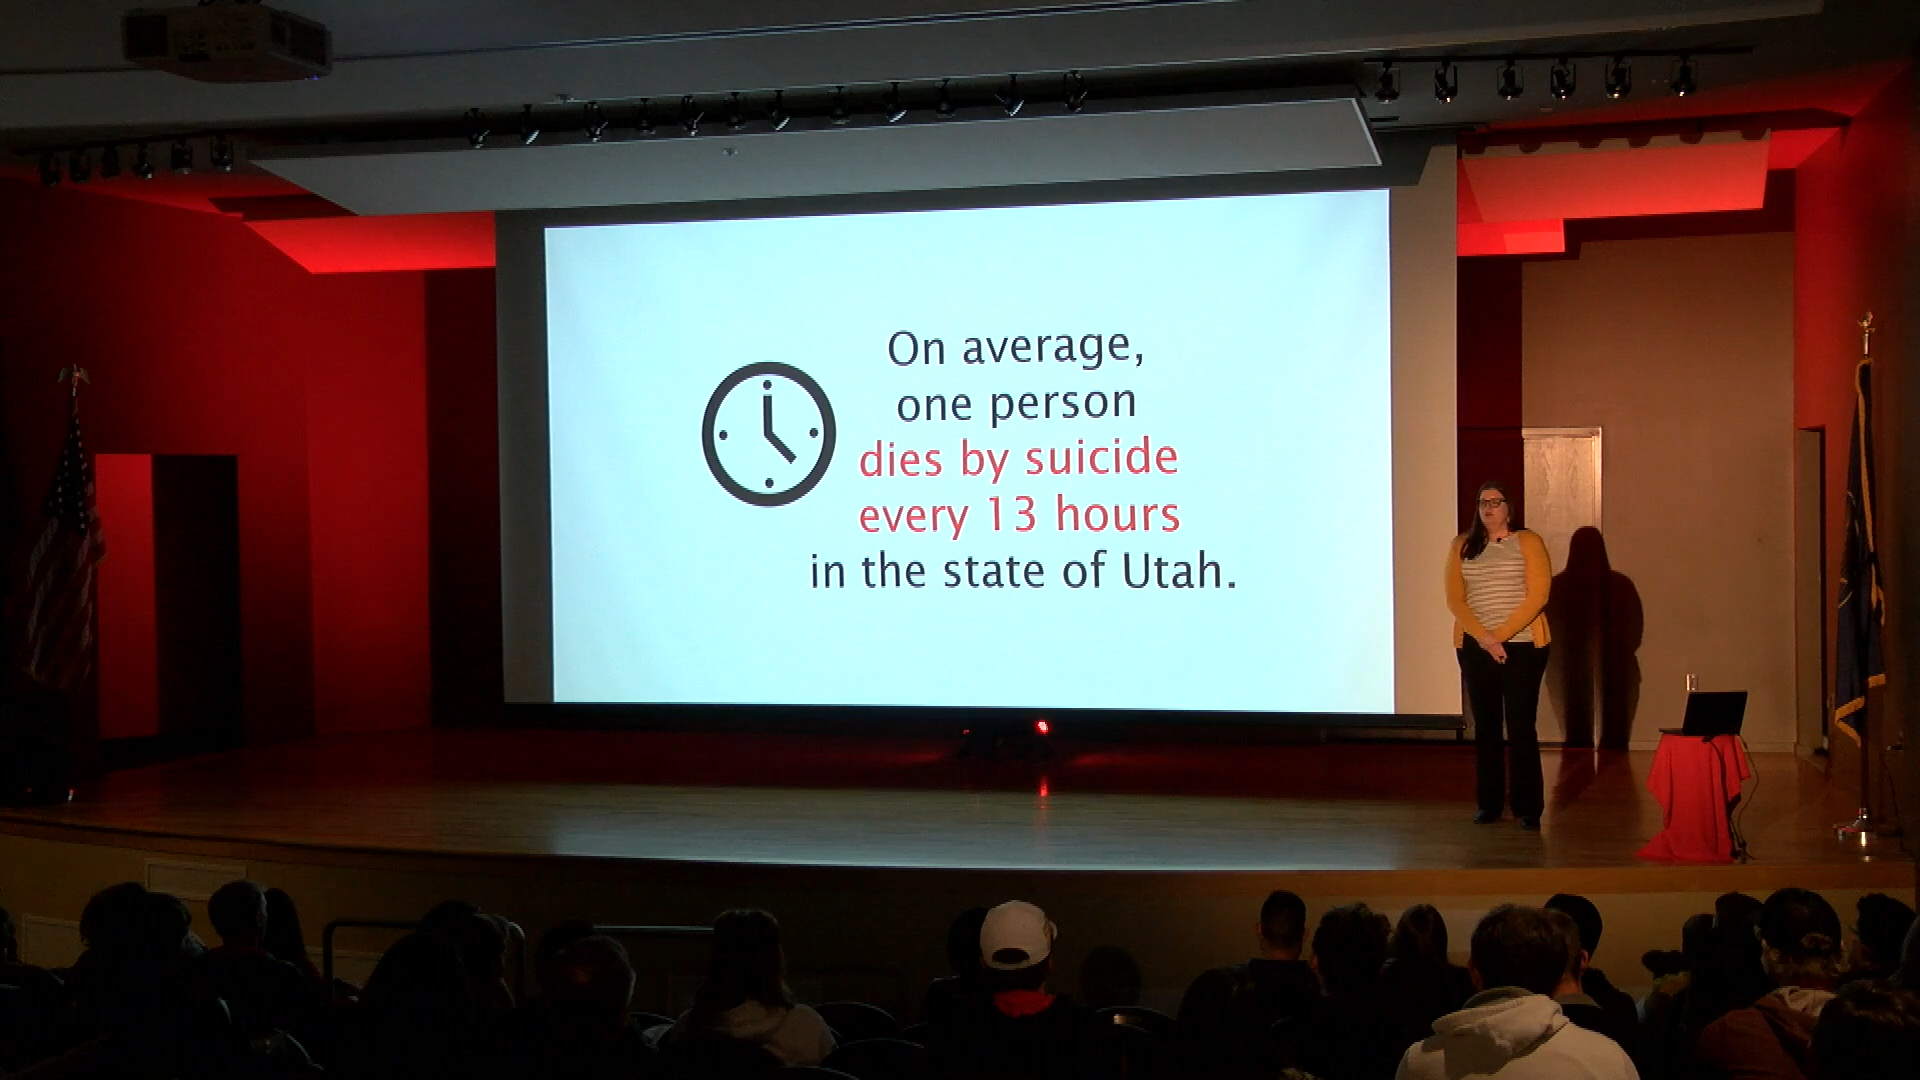 On average,
one person
dies by suicide
every 13 hours
in the state of Utah.